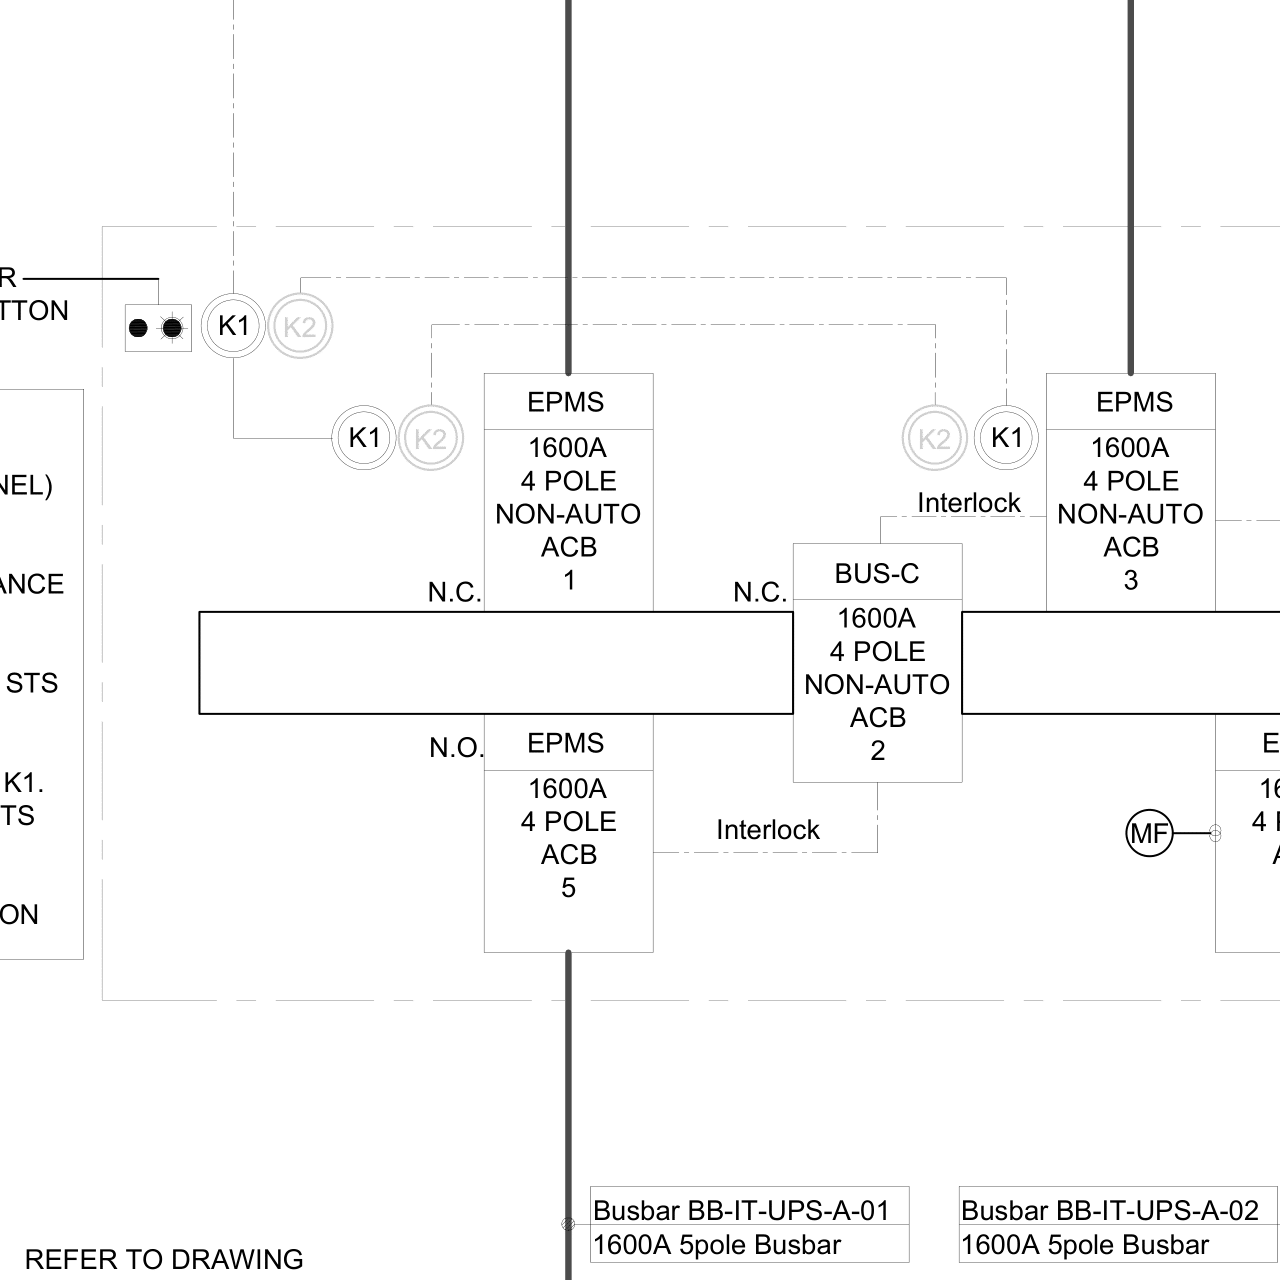 R
TTON
K1
K2
K1
K2
EPMS
1600A
4 POLE
NON-AUTO
ACB
1
N.C.
K2
K1
EPMS
1600A
4 POLE
NON-AUTO
ACB
3
Interlock
NEL)
ANCE
STS
K1.
TS
ON
N.C.
BUS-C
1600A
4 POLE
NON-AUTO
ACB
2
N.O.
EPMS
1600A
4 POLE
ACB
5
Interlock
MF
E
16
4 P
A
Busbar BB-IT-UPS-A-01
1600A 5pole Busbar
Busbar BB-IT-UPS-A-02
1600A 5pole Busbar
REFER TO DRAWING